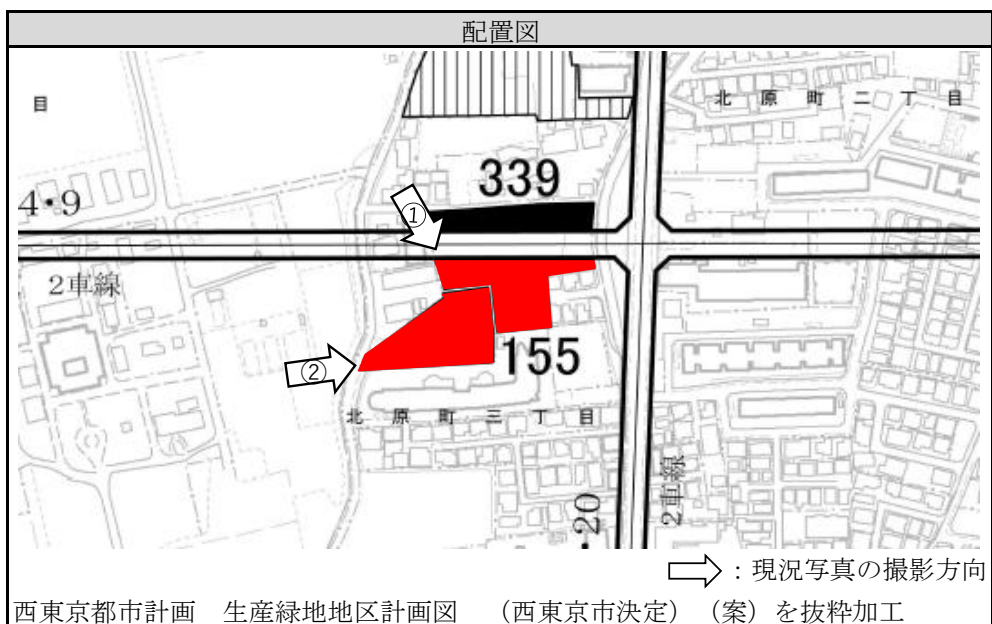 配置図
目
北原町二丁目
339
4・9
①
2車線
155
②
北原町三丁目
・20
2車線
：現況写真の撮影方向
西東京都市計画　生産緑地地区計画図　（西東京市決定）（案）を抜粋加工